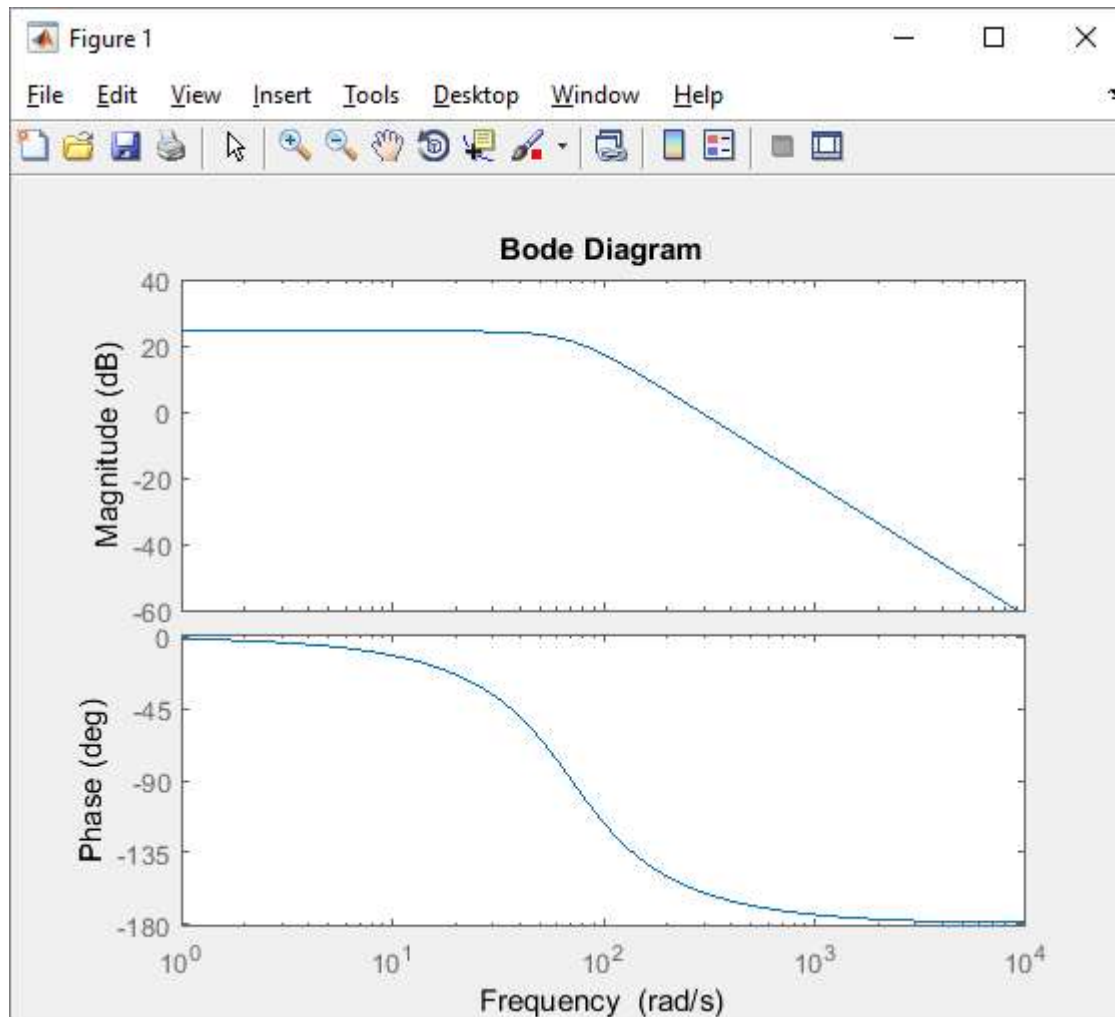 Figure 1
File Edit View Insert Tools Desktop Window Help
Bode Diagram
Magnitude (dB)
40
20
0
-20
-40
-60
Phase (deg)
0
-45
-90
-135
-180
10^0 10^1 10^2 10^3 10^4
Frequency (rad/s)